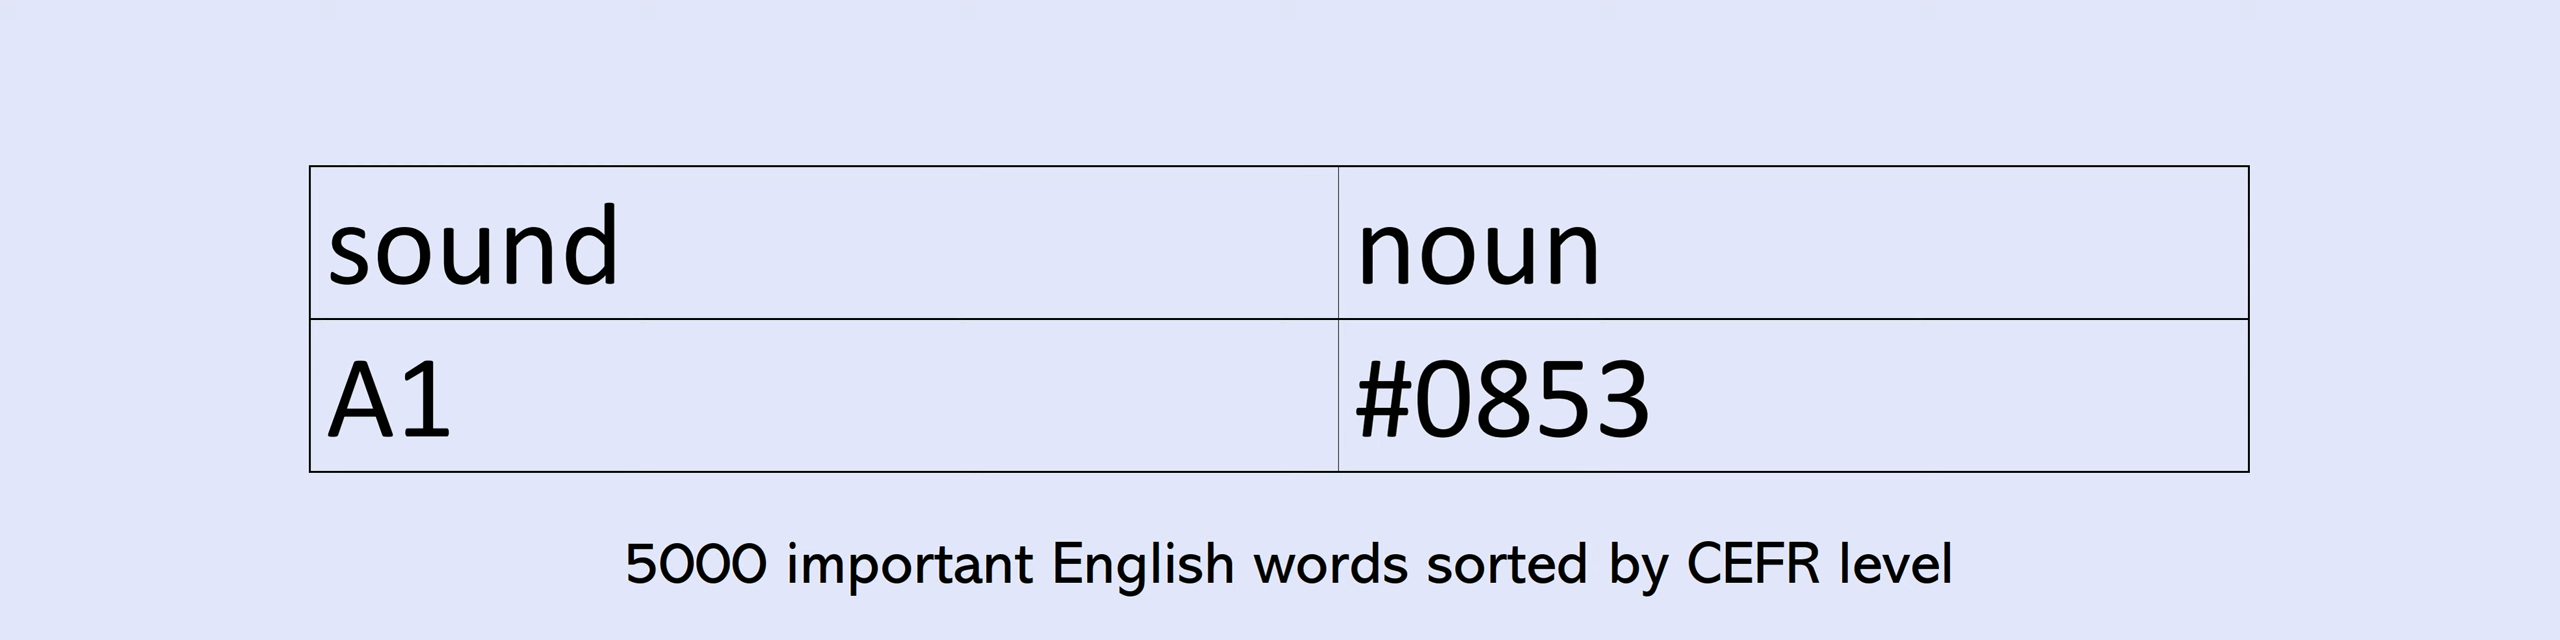 sound noun
A1 #0853
5000 important English words sorted by CEFR level